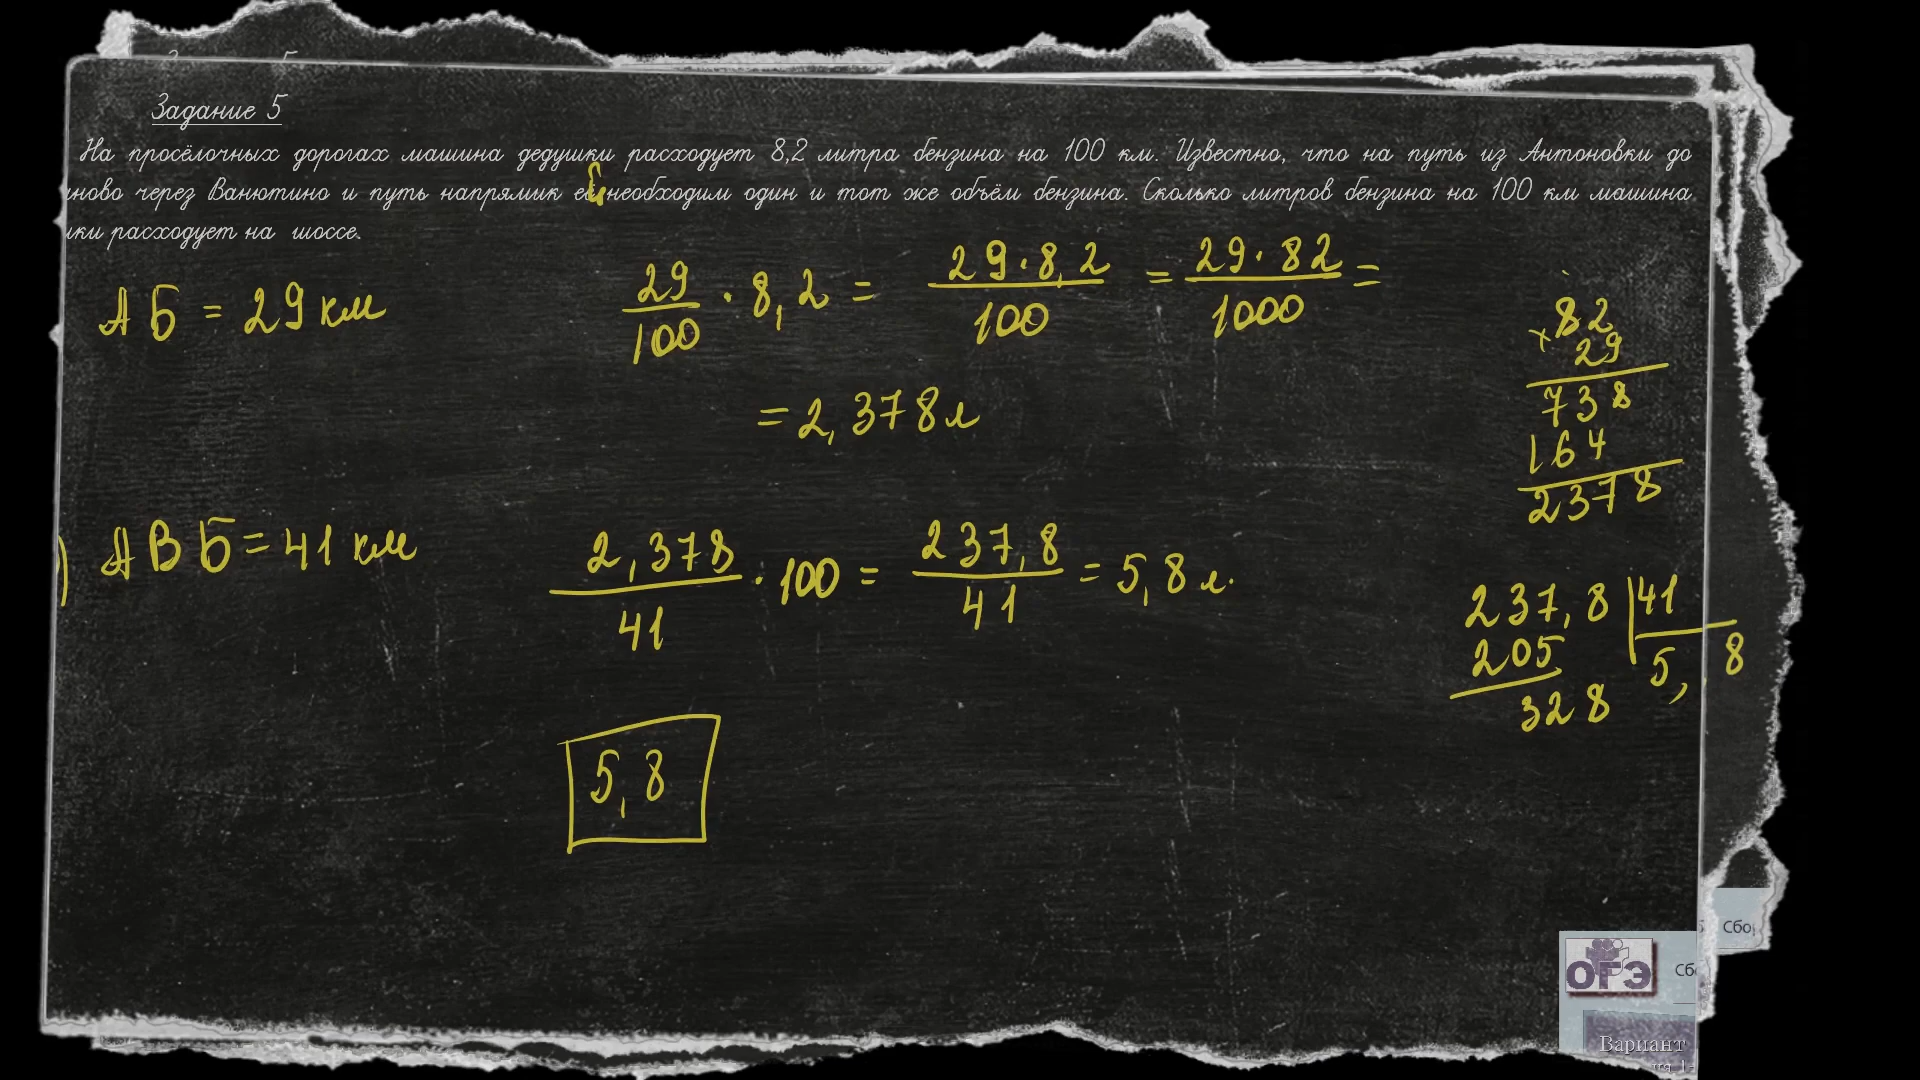 Задание 5
На просёлочных дорогах машина дедушки расходует 8,2 литра бензина на 100 км. Известно, что на путь из Антоновки до
ново через Ванютино и путь напрямик ей необходим один и тот же объём бензина. Сколько литров бензина на 100 км машина
ки расходует на шоссе.
АБ = 29 км
29/100 · 8,2 = 29·8,2/100 = 29·82/1000 =
= 2,378 л
× 82
29
738
164
2378
) АВБ = 41 км
2,378/41 · 100 = 237,8/41 = 5,8 л.
237,8 | 41
205 5,8
328
5,8
Сбо
ОГЭ Сб
Вариант